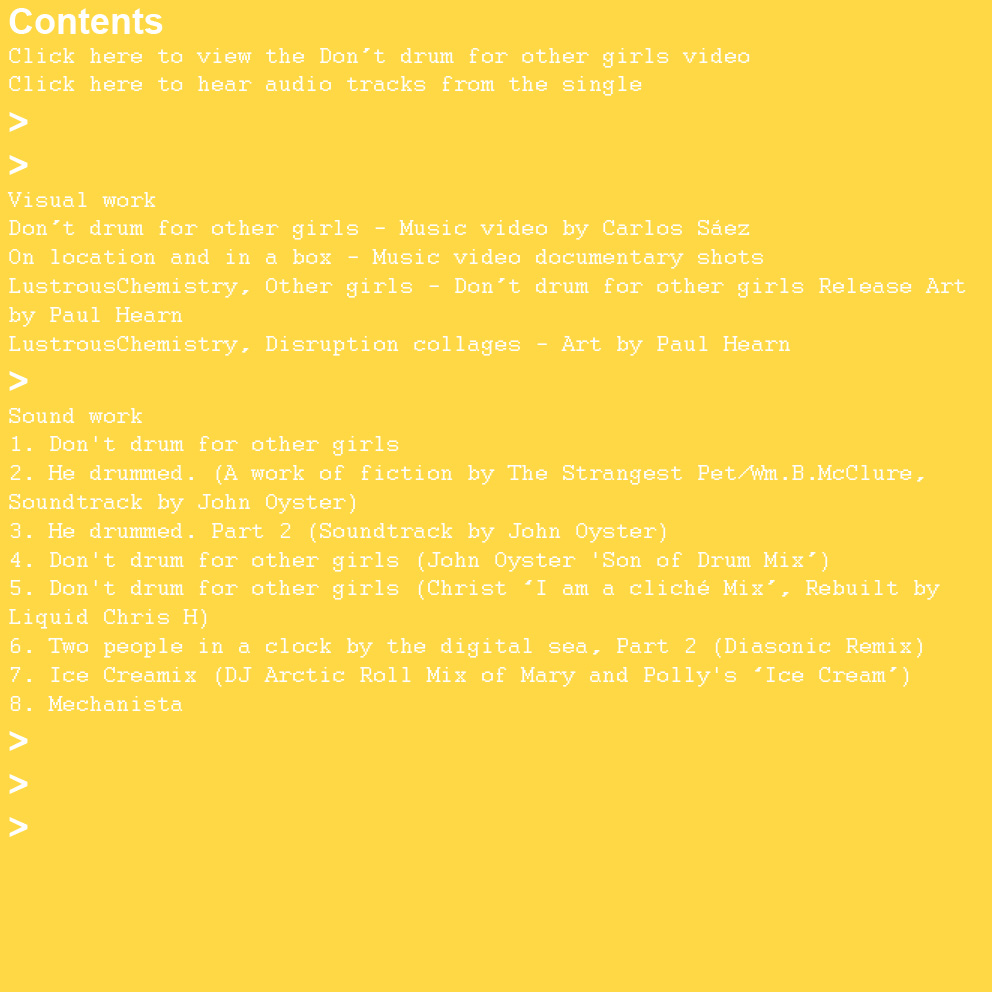 Contents
Click here to view the Don´t drum for other girls video
Click here to hear audio tracks from the single
>
>
Visual work
Don´t drum for other girls - Music video by Carlos Sáez
On location and in a box - Music video documentary shots
LustrousChemistry, Other girls - Don´t drum for other girls Release Art
by Paul Hearn
LustrousChemistry, Disruption collages - Art by Paul Hearn
>
Sound work
1. Don't drum for other girls
2. He drummed. (A work of fiction by The Strangest Pet/Wm.B.McClure,
Soundtrack by John Oyster)
3. He drummed. Part 2 (Soundtrack by John Oyster)
4. Don't drum for other girls (John Oyster 'Son of Drum Mix´)
5. Don't drum for other girls (Christ ‘I am a cliché Mix´, Rebuilt by
Liquid Chris H)
6. Two people in a clock by the digital sea, Part 2 (Diasonic Remix)
7. Ice Creamix (DJ Arctic Roll Mix of Mary and Polly's ‘Ice Cream´)
8. Mechanista
>
>
>